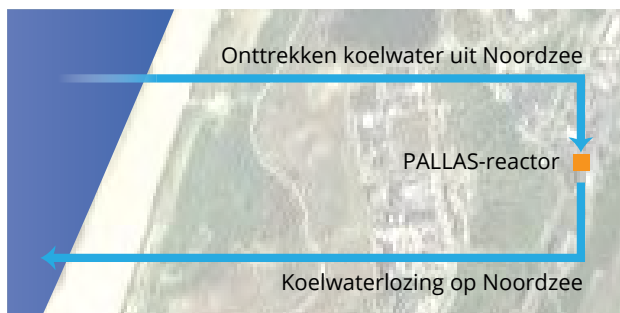 Onttrekken koelwater uit Noordzee
PALLAS-reactor
Koelwaterlozing op Noordzee